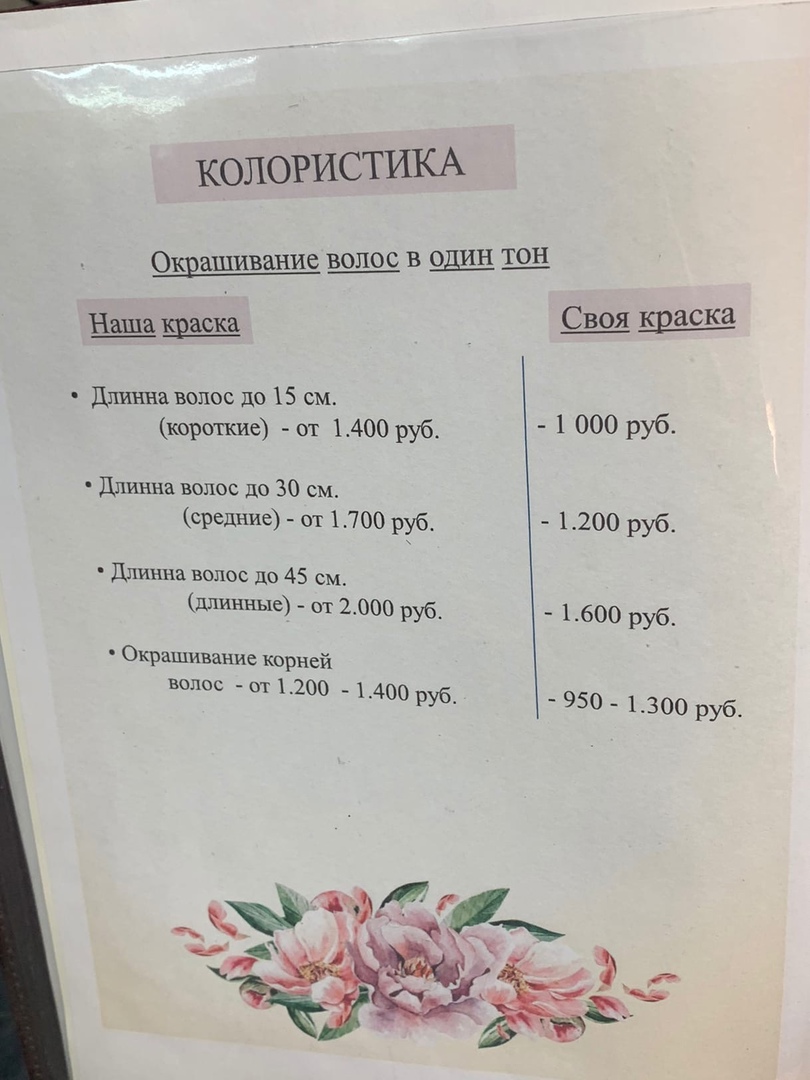 КОЛОРИСТИКА
Окрашивание волос в один тон
Наша краска
Своя краска
• Длинна волос до 15 см.
(короткие) - от 1.400 руб.
- 1 000 руб.
• Длинна волос до 30 см.
(средние) - от 1.700 руб.
- 1.200 руб.
• Длинна волос до 45 см.
(длинные) - от 2.000 руб.
- 1.600 руб.
• Окрашивание корней
волос - от 1.200 - 1.400 руб.
- 950 - 1.300 руб.